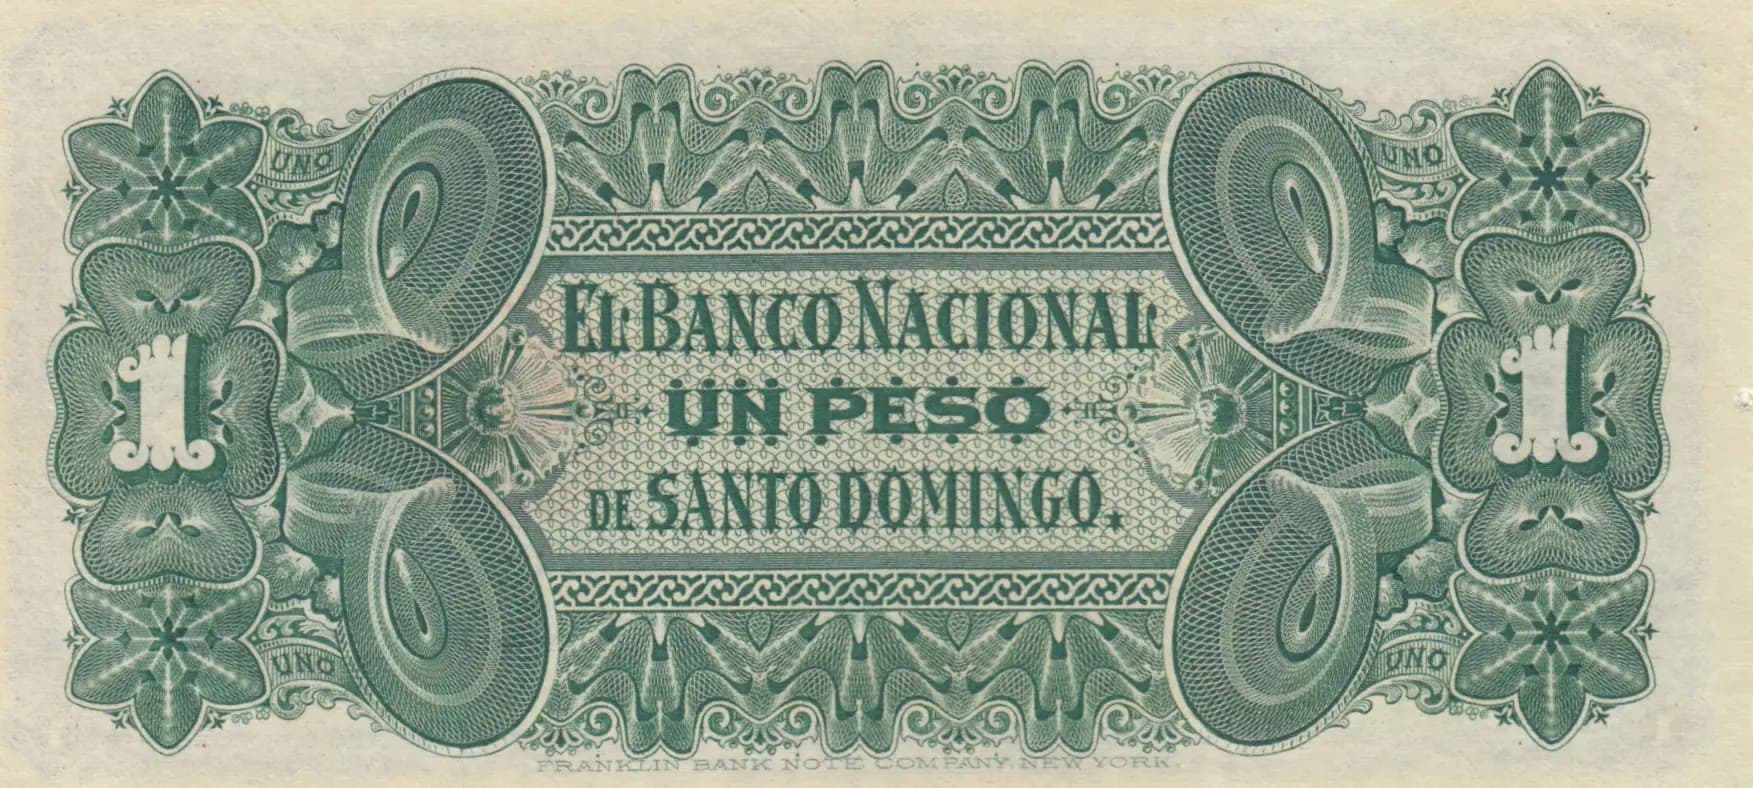 UNO UNO
EL BANCO NACIONAL
1 UN PESO 1
DE SANTO DOMINGO.
UNO UNO
FRANKLIN BANK NOTE COMPANY, NEW YORK.